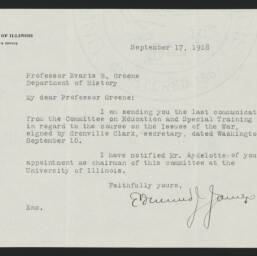 OF ILLINOIS
September 17, 1918
Professor Evarts B. Greene
Department of History
My dear Professor Greene:
I am sending you the last communicat
from the Committee on Education and Special Training
in regard to the course on the Issues of the War,
signed by Grenville Clark, secretary, dated Washington
September 10.
I have notified Mr. Aydelotte of your
appointment as chairman of this committee at the
University of Illinois.
Faithfully yours,
Edmund J. James
Enc.